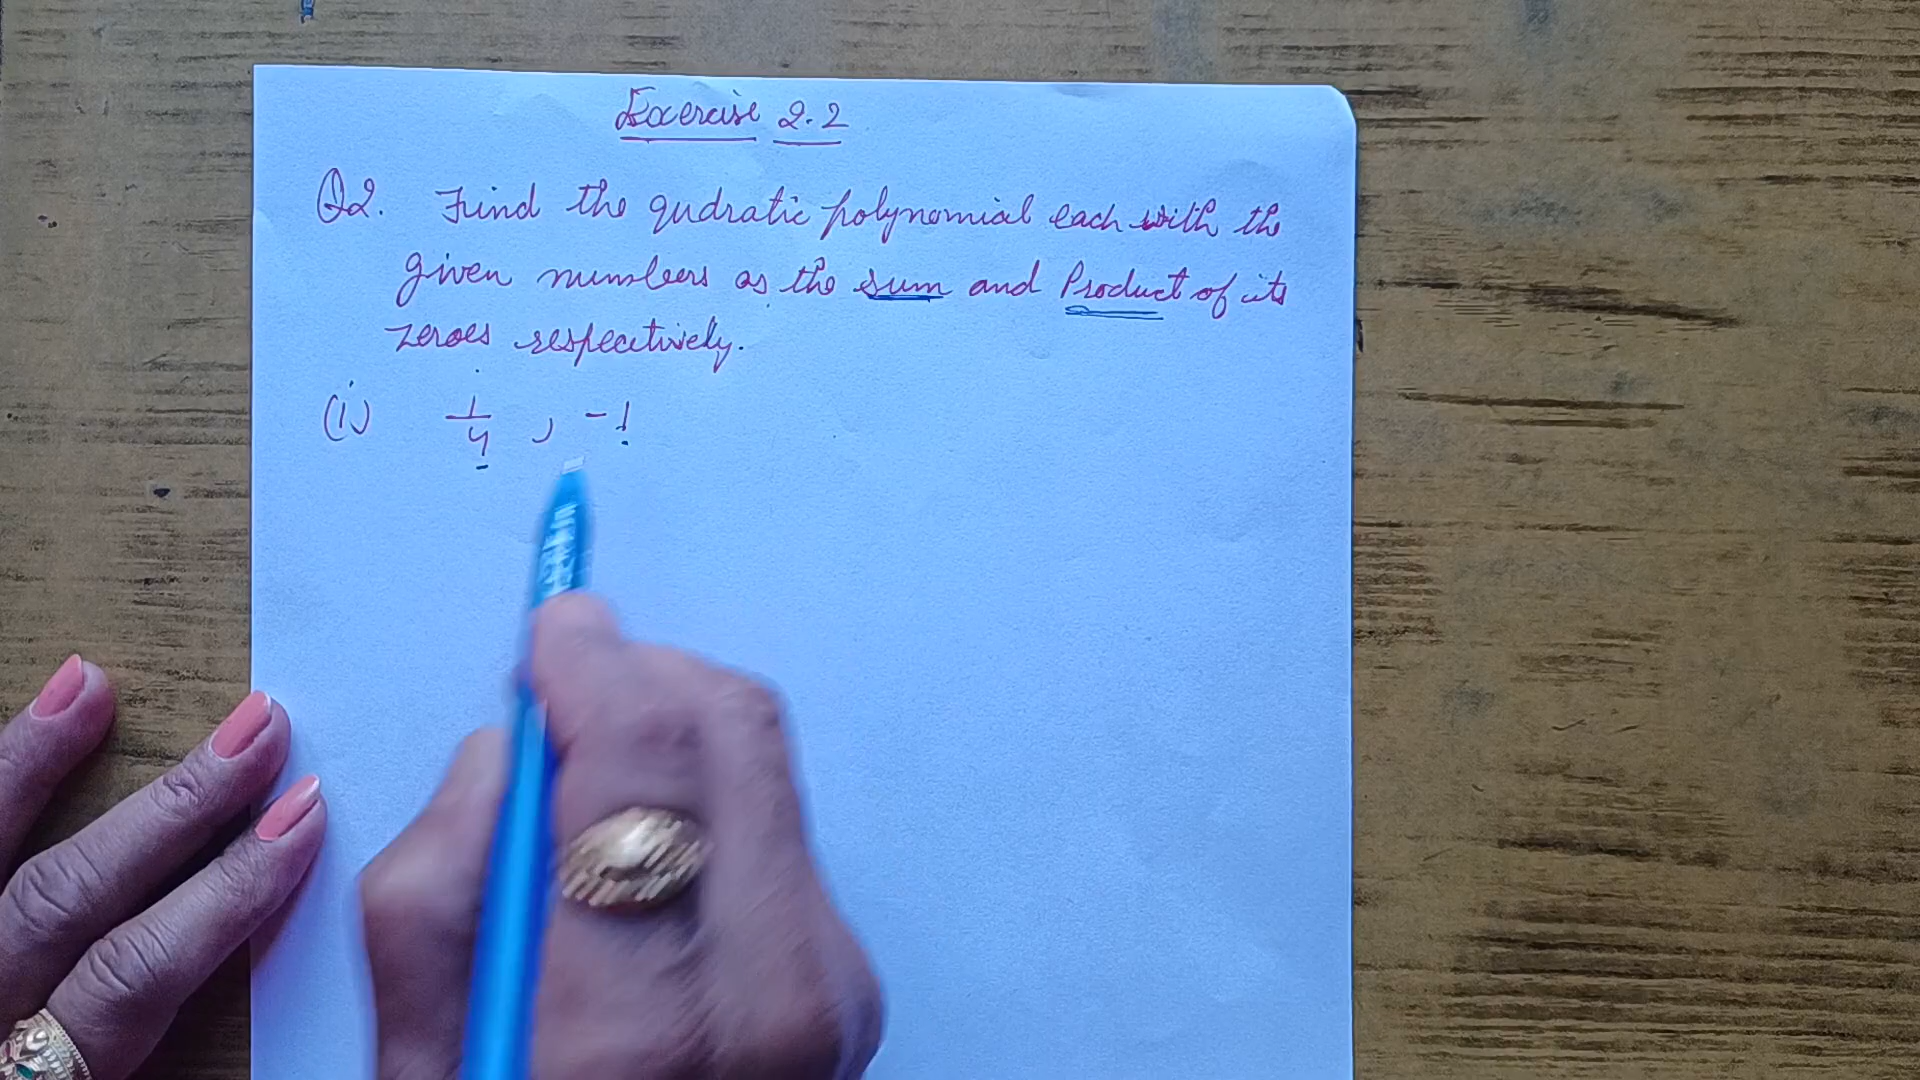 Exercise 2.2
Q2. Find the qudratic polynomial each with the
given numbers as the sum and Product of its
zeroes respectively.
(i) 1/4 , -1